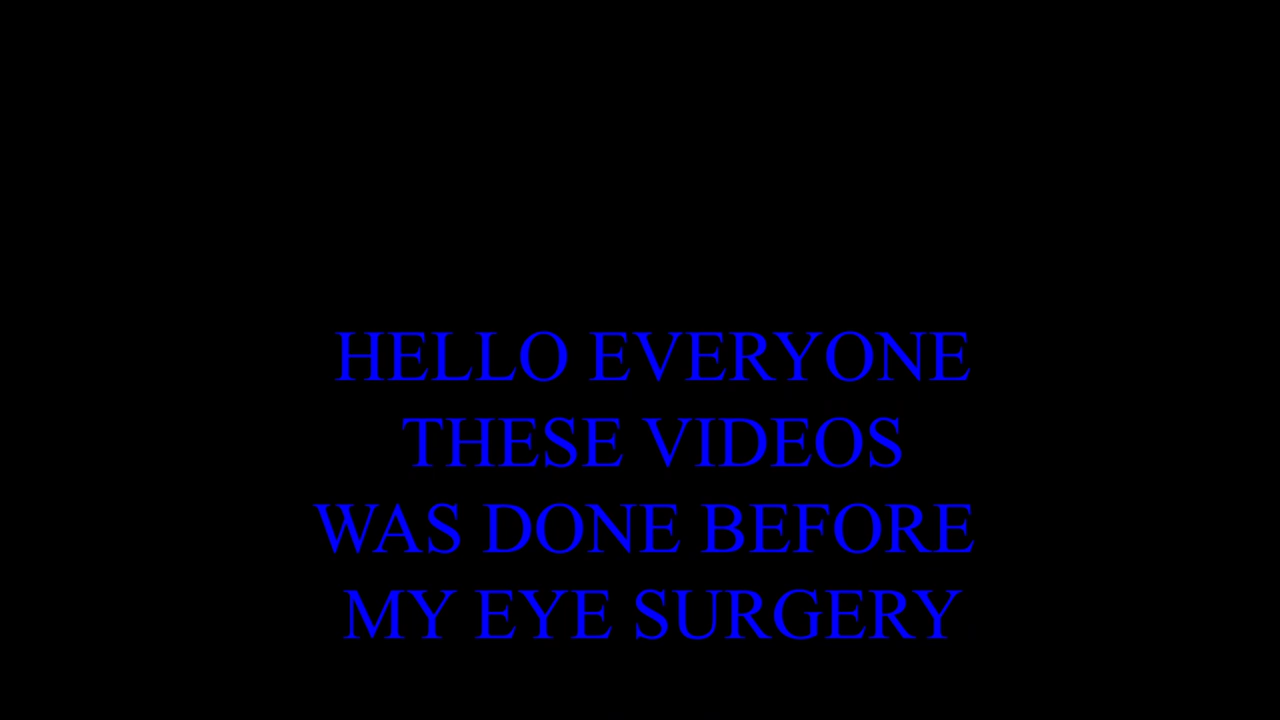 HELLO EVERYONE
THESE VIDEOS
WAS DONE BEFORE
MY EYE SURGERY